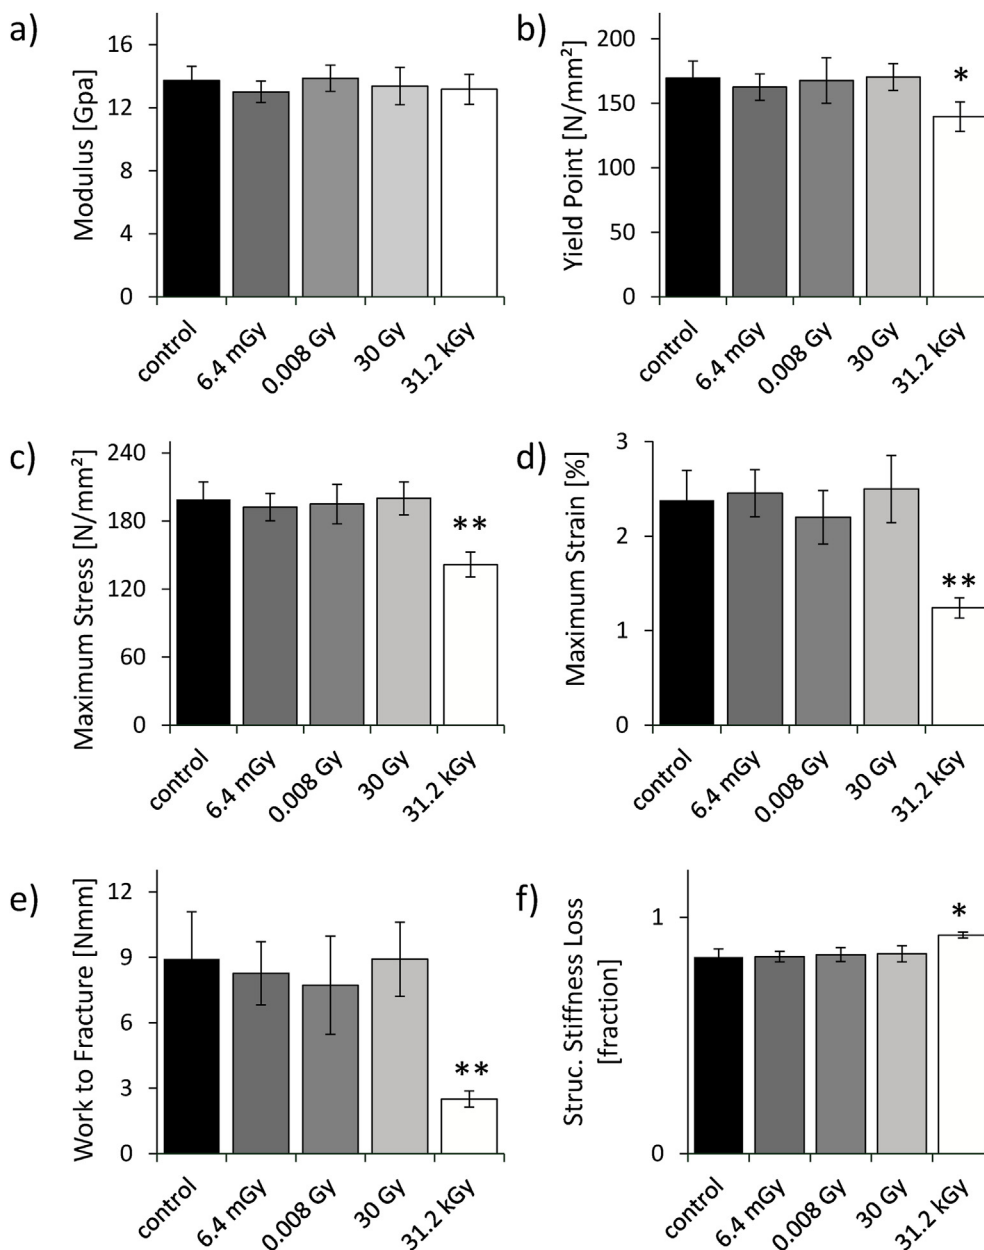 a)
Modulus [Gpa]
16
12
8
4
0
control
6.4 mGy
0.008 Gy
30 Gy
31.2 kGy
b)
Yield Point [N/mm²]
200
150
100
50
0
*
control
6.4 mGy
0.008 Gy
30 Gy
31.2 kGy
c)
Maximum Stress [N/mm²]
240
180
120
60
0
**
control
6.4 mGy
0.008 Gy
30 Gy
31.2 kGy
d)
Maximum Strain [%]
3
2
1
0
**
control
6.4 mGy
0.008 Gy
30 Gy
31.2 kGy
e)
Work to Fracture [Nmm]
12
9
6
3
0
**
control
6.4 mGy
0.008 Gy
30 Gy
31.2 kGy
f)
Struc. Stiffness Loss
[fraction]
1
0
*
control
6.4 mGy
0.008 Gy
30 Gy
31.2 kGy